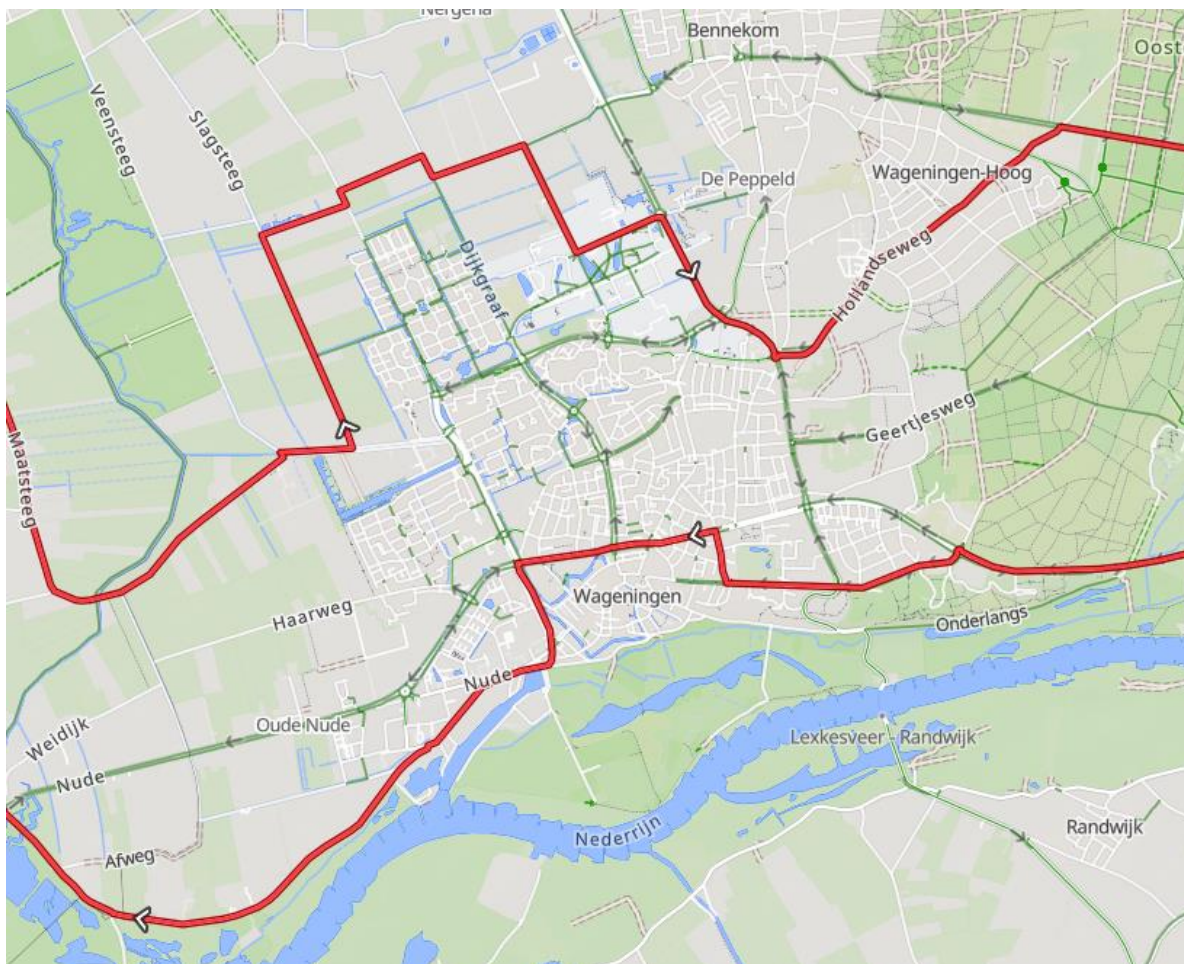 Nergena
Bennekom
Oost
Veensteeg
Slagsteeg
De Peppeld
Wageningen-Hoog
Dijkgraaf
Hollandseweg
Geertjesweg
Maatsteeg
Haarweg
Wageningen
Onderlangs
Nude
Oude Nude
Weidijk
Nude
Lexkesveer - Randwijk
Nederrijn
Randwijk
Afweg